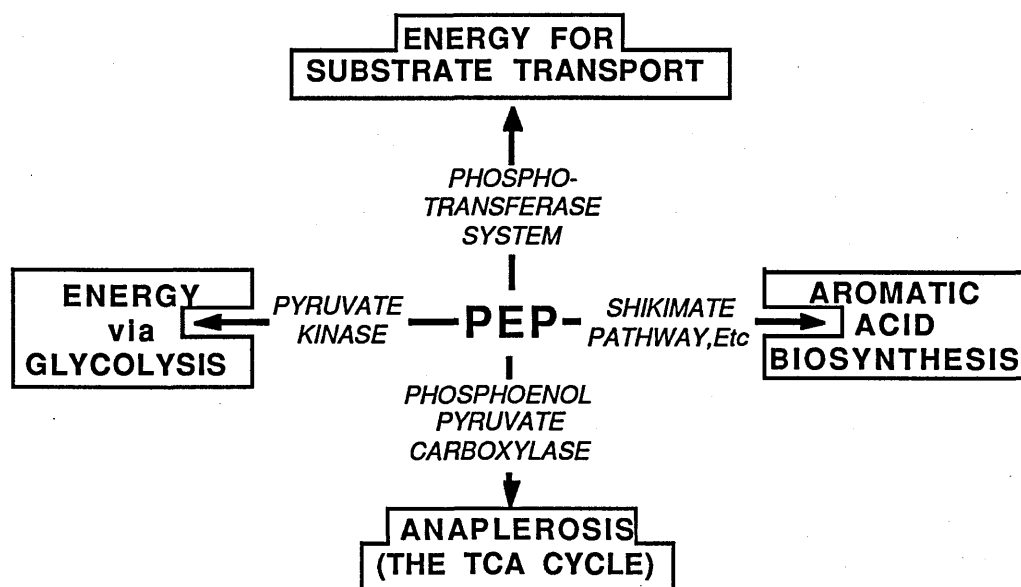 ENERGY FOR
SUBSTRATE TRANSPORT
PHOSPHO-
TRANSFERASE
SYSTEM
ENERGY
via
GLYCOLYSIS
PYRUVATE
KINASE
PEP
SHIKIMATE
PATHWAY,Etc
AROMATIC
ACID
BIOSYNTHESIS
PHOSPHOENOL
PYRUVATE
CARBOXYLASE
ANAPLEROSIS
(THE TCA CYCLE)